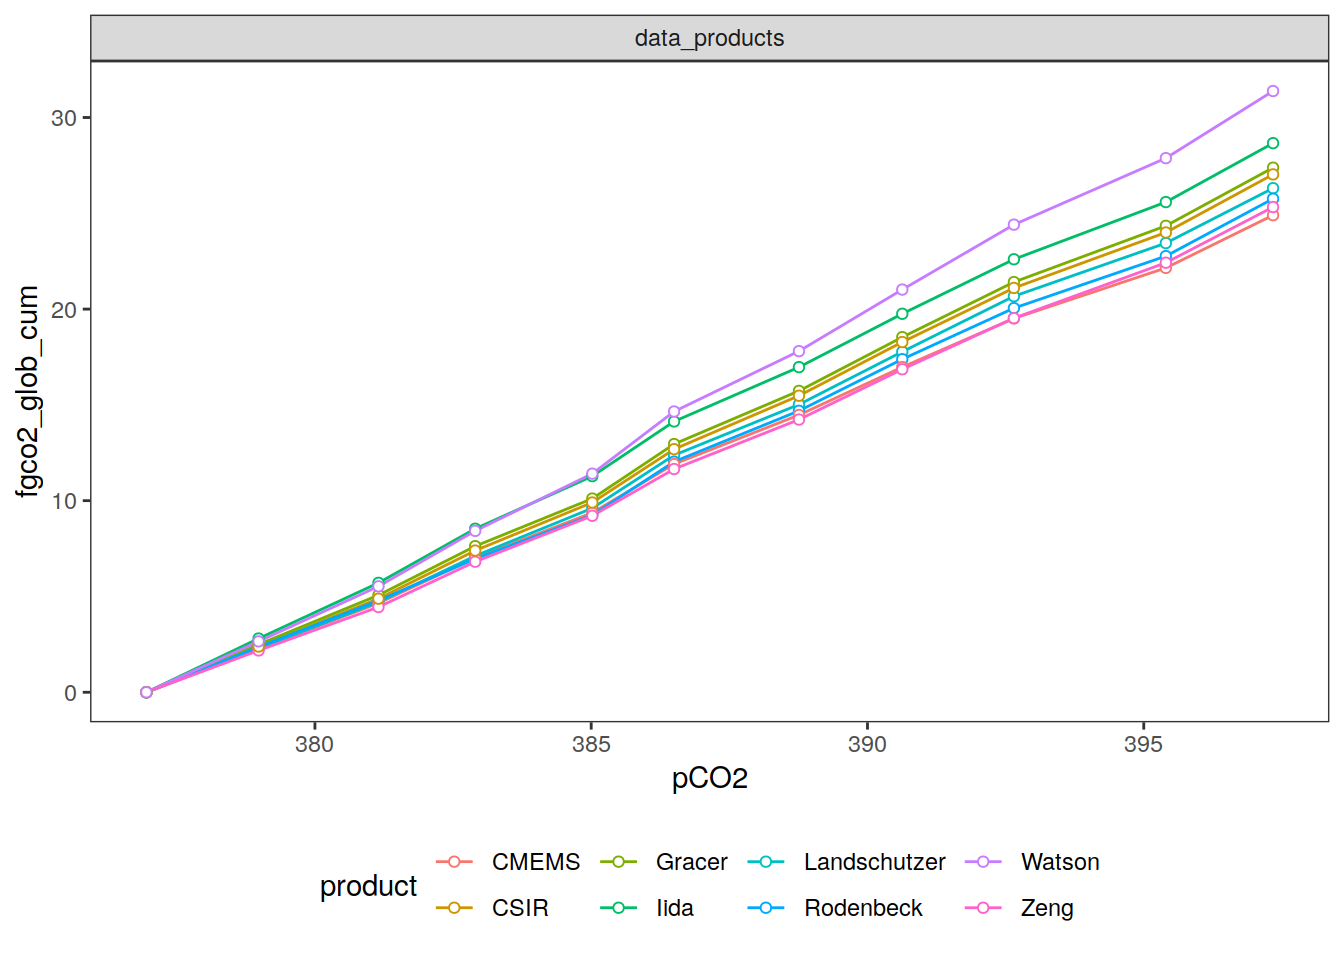 data_products
fgco2_glob_cum
30
20
10
0
380 385 390 395
pCO2
product
CMEMS Gracer Landschutzer Watson
CSIR Iida Rodenbeck Zeng